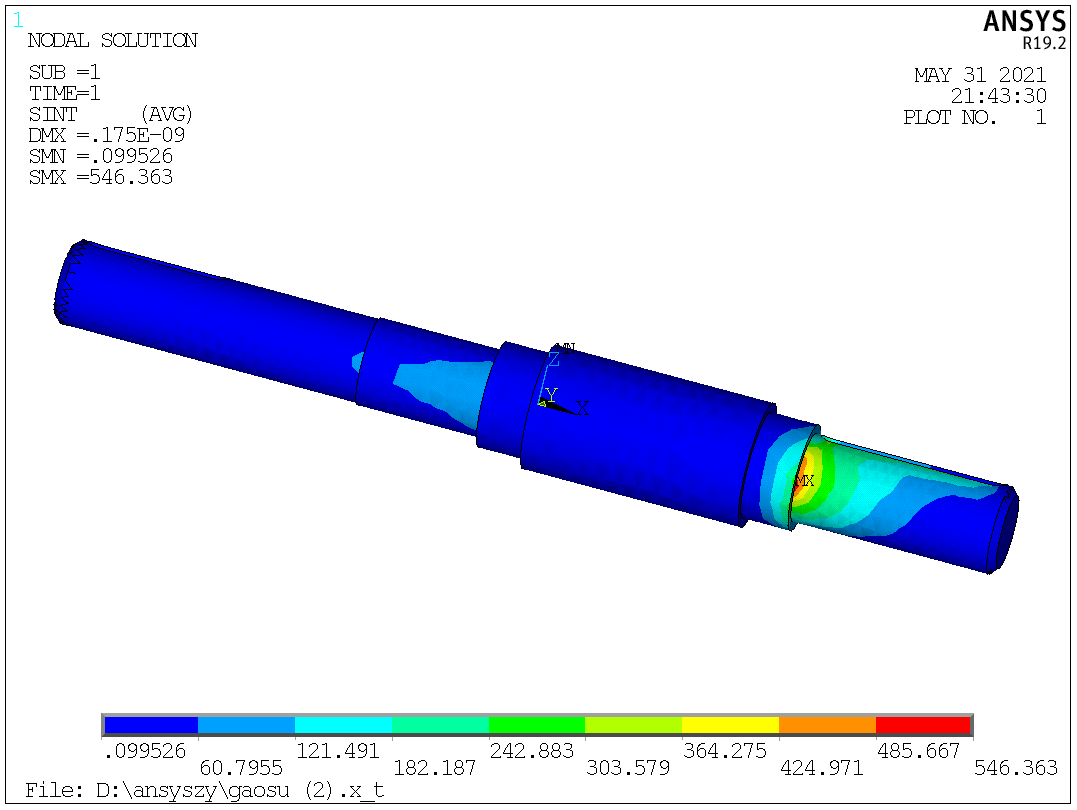 1
ANSYS
R19.2
NODAL SOLUTION
SUB =1
TIME=1
SINT (AVG)
DMX =.175E-09
SMN =.099526
SMX =546.363
MAY 31 2021
21:43:30
PLOT NO. 1
MN
Z
Y
X
MX
.099526 121.491 242.883 364.275 485.667
60.7955 182.187 303.579 424.971 546.363
File: D:\ansyszy\gaosu (2).x_t